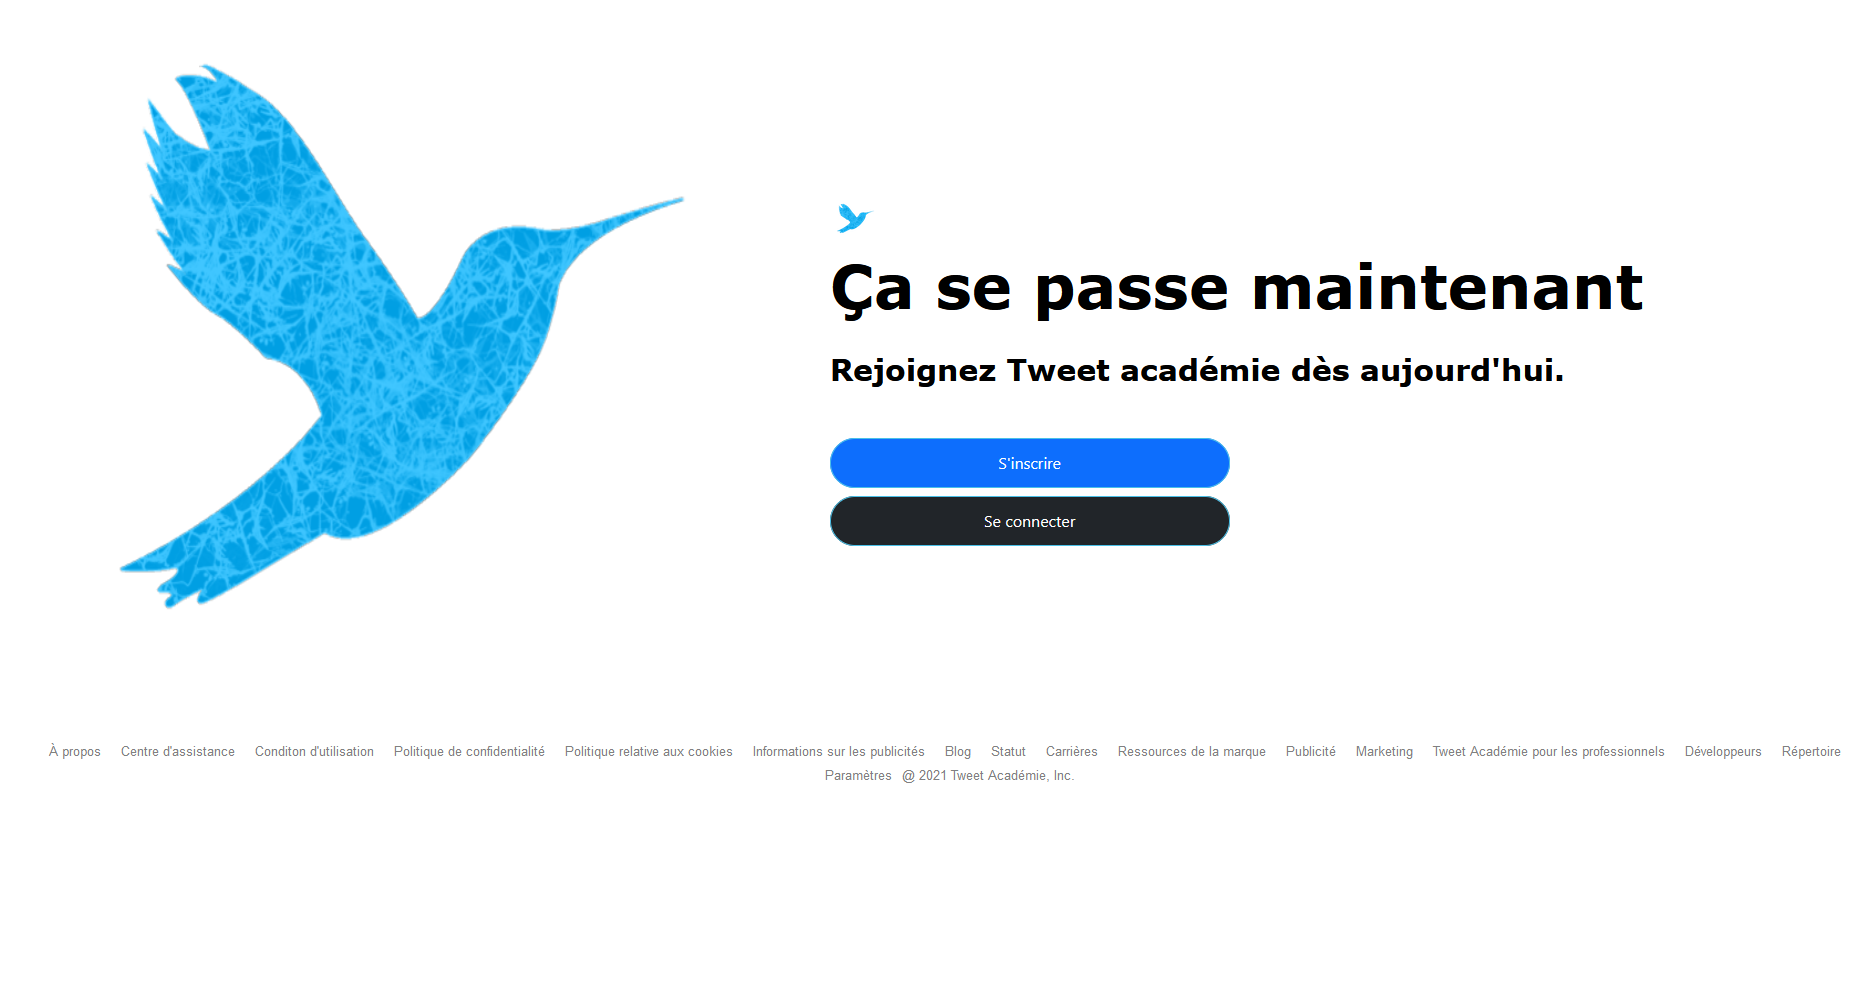 Ça se passe maintenant
Rejoignez Tweet académie dès aujourd'hui.
S'inscrire
Se connecter
À propos Centre d'assistance Conditon d'utilisation Politique de confidentialité Politique relative aux cookies Informations sur les publicités Blog Statut Carrières Ressources de la marque Publicité Marketing Tweet Académie pour les professionnels Développeurs Répertoire
Paramètres @ 2021 Tweet Académie, Inc.